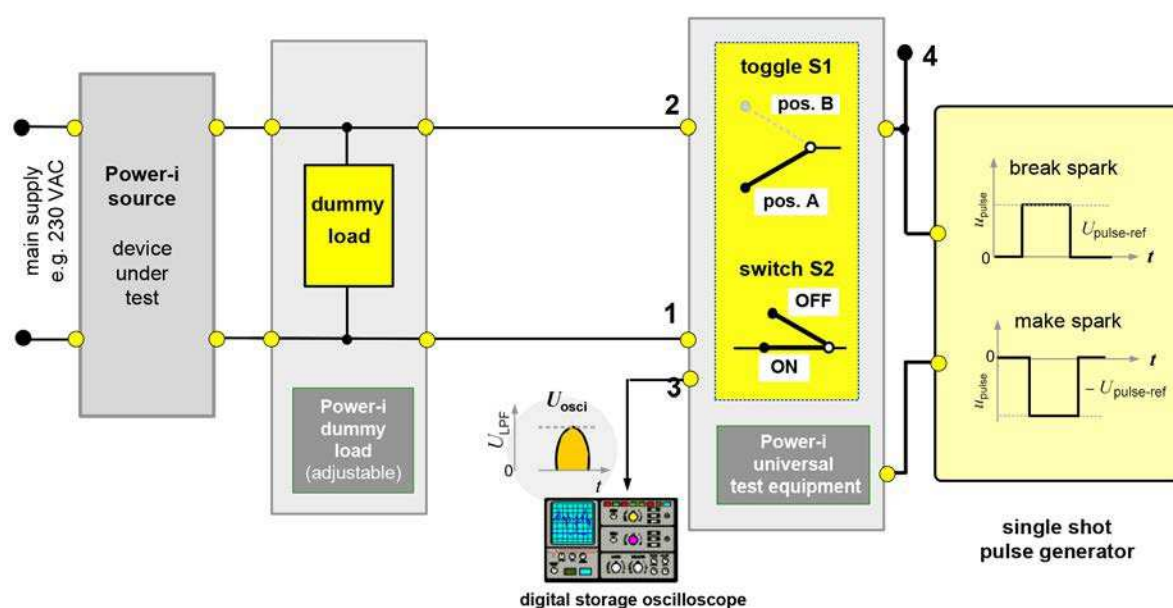 main supply
e.g. 230 VAC
Power-i
source
device
under
test
dummy
load
Power-i
dummy
load
(adjustable)
2
1
3
4
toggle S1
pos. B
pos. A
switch S2
OFF
ON
Power-i
universal
test equipment
U_LPF
U_osci
0
t
digital storage oscilloscope
break spark
u_pulse
U_pulse-ref
0
t
make spark
0
t
u_pulse
– U_pulse-ref
single shot
pulse generator